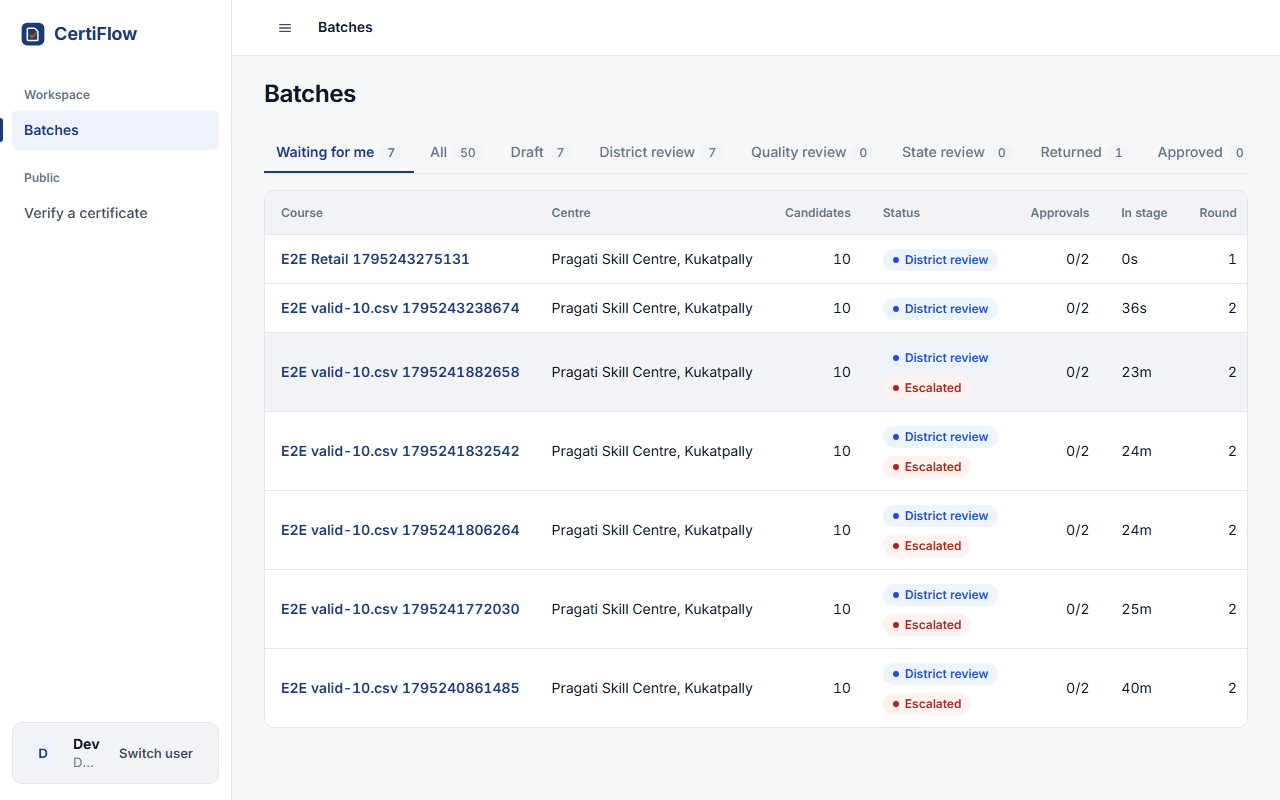 CertiFlow
Batches
Workspace
Batches
Public
Verify a certificate
Batches
Waiting for me 7 All 50 Draft 7 District review 7 Quality review 0 State review 0 Returned 1 Approved 0
Course Centre Candidates Status Approvals In stage Round
E2E Retail 1795243275131 Pragati Skill Centre, Kukatpally 10 District review 0/2 0s 1
E2E valid-10.csv 1795243238674 Pragati Skill Centre, Kukatpally 10 District review 0/2 36s 2
E2E valid-10.csv 1795241882658 Pragati Skill Centre, Kukatpally 10 District review 0/2 23m 2
Escalated
E2E valid-10.csv 1795241832542 Pragati Skill Centre, Kukatpally 10 District review 0/2 24m 2
Escalated
E2E valid-10.csv 1795241806264 Pragati Skill Centre, Kukatpally 10 District review 0/2 24m 2
Escalated
E2E valid-10.csv 1795241772030 Pragati Skill Centre, Kukatpally 10 District review 0/2 25m 2
Escalated
E2E valid-10.csv 1795240861485 Pragati Skill Centre, Kukatpally 10 District review 0/2 40m 2
Escalated
D Dev Switch user
D...